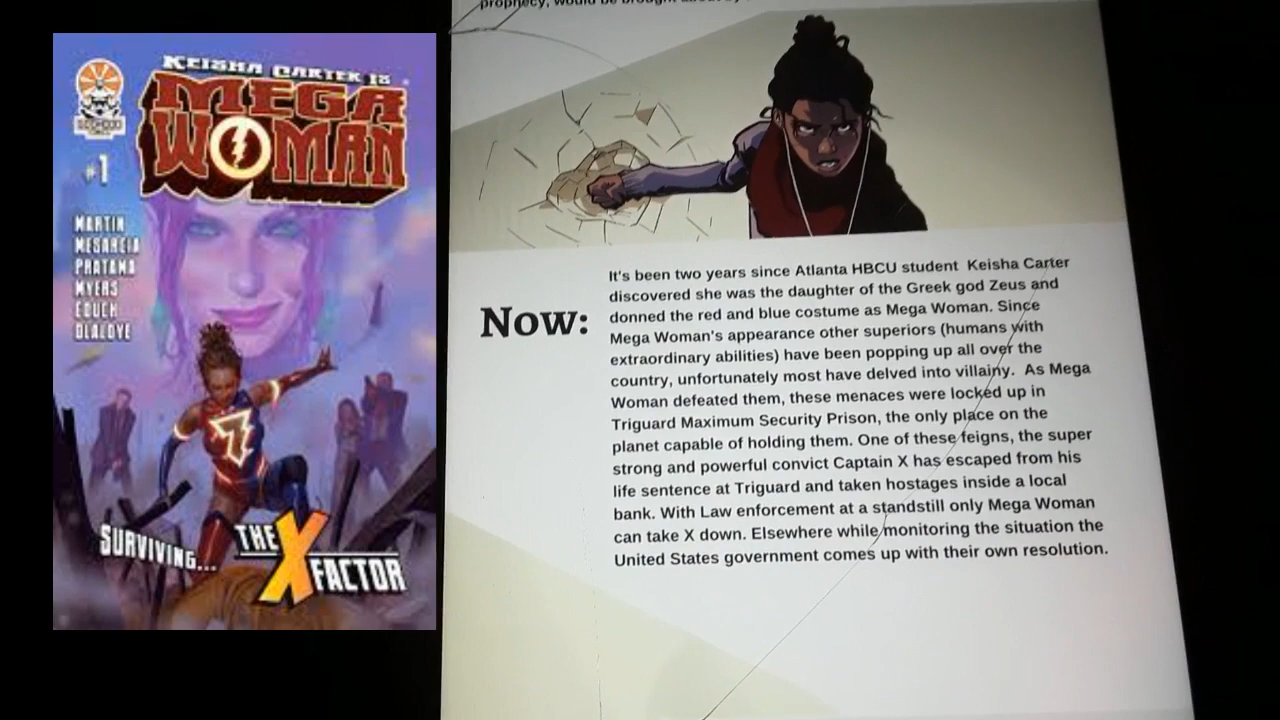 KEISHA CARTER IS
MEGA
WOMAN
#1
MARTIN
MESARCIA
PRATAMA
MYERS
COUCH
OLALOYE
SURVIVING...
THE
X
FACTOR
prophecy, would be brought about by
Now:
It's been two years since Atlanta HBCU student Keisha Carter
discovered she was the daughter of the Greek god Zeus and
donned the red and blue costume as Mega Woman. Since
Mega Woman's appearance other superiors (humans with
extraordinary abilities) have been popping up all over the
country, unfortunately most have delved into villainy. As Mega
Woman defeated them, these menaces were locked up in
Triguard Maximum Security Prison, the only place on the
planet capable of holding them. One of these feigns, the super
strong and powerful convict Captain X has escaped from his
life sentence at Triguard and taken hostages inside a local
bank. With Law enforcement at a standstill only Mega Woman
can take X down. Elsewhere while monitoring the situation the
United States government comes up with their own resolution.